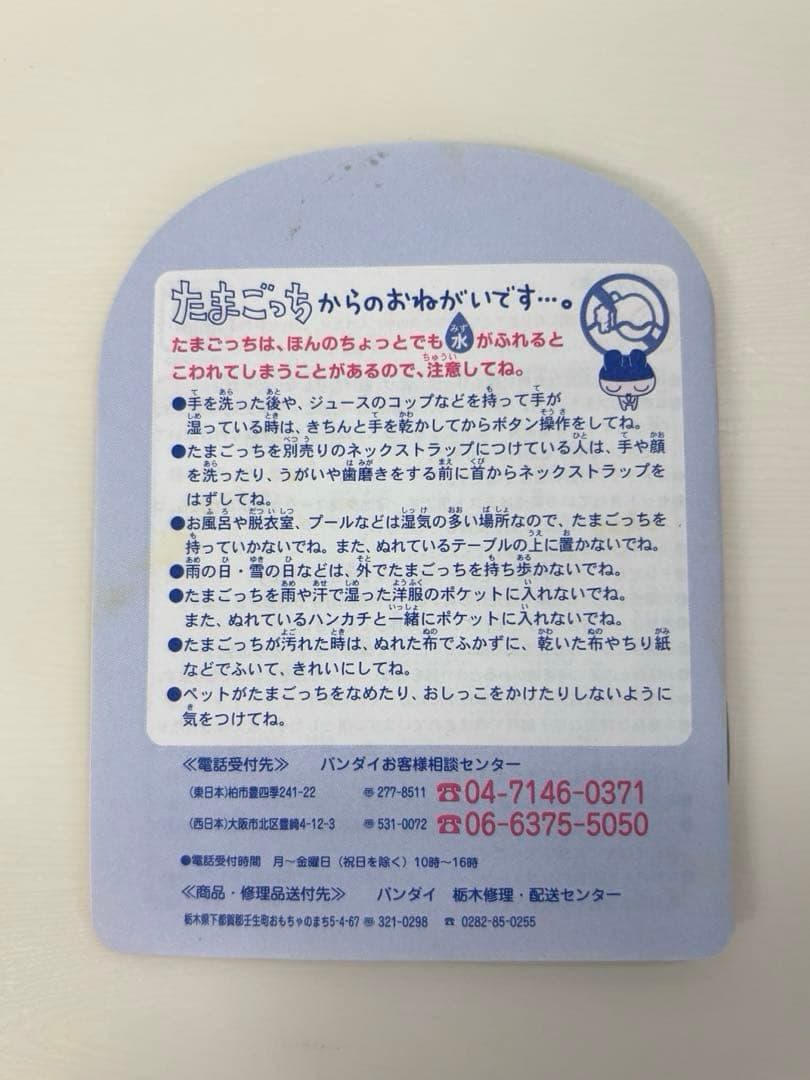 たまごっちからのおねがいです…。
たまごっちは、ほんのちょっとでも水がふれると
こわれてしまうことがあるので、注意してね。
●手を洗った後や、ジュースのコップなどを持って手が
湿っている時は、きちんと手を乾かしてからボタン操作をしてね。
●たまごっちを別売りのネックストラップにつけている人は、手や顔
を洗ったり、うがいや歯磨きをする前に首からネックストラップを
はずしてね。
●お風呂や脱衣室、プールなどは湿気の多い場所なので、たまごっちを
持っていかないでね。また、ぬれているテーブルの上に置かないでね。
●雨の日・雪の日などは、外でたまごっちを持ち歩かないでね。
●たまごっちを雨や汗で湿った洋服のポケットに入れないでね。
また、ぬれているハンカチと一緒にポケットに入れないでね。
●たまごっちが汚れた時は、ぬれた布でふかずに、乾いた布やちり紙
などでふいて、きれいにしてね。
●ペットがたまごっちをなめたり、おしっこをかけたりしないように
気をつけてね。
≪電話受付先≫ バンダイお客様相談センター
(東日本)柏市豊四季241-22 〠277-8511 ☎04-7146-0371
(西日本)大阪市北区豊崎4-12-3 〠531-0072 ☎06-6375-5050
●電話受付時間 月〜金曜日(祝日を除く)10時〜16時
≪商品・修理品送付先≫ バンダイ 栃木修理・配送センター
栃木県下都賀郡壬生町おもちゃのまち5-4-67 〠321-0298 ☎ 0282-85-0255